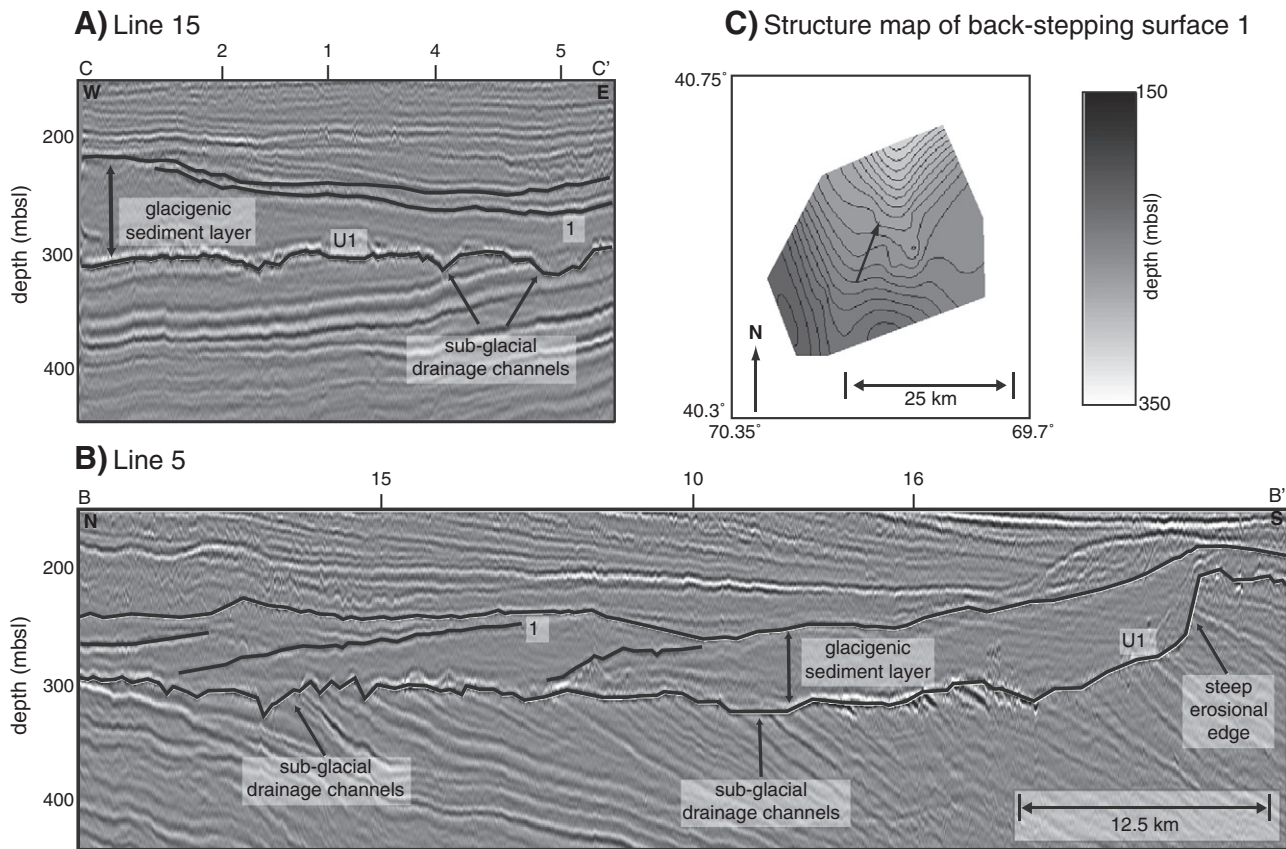 A) Line 15
2 1 4 5
C C'
W E
200
300
400
depth (mbsl)
glacigenic
sediment layer
U1
1
sub-glacial
drainage channels
C) Structure map of back-stepping surface 1
40.75˚
40.3˚
70.35˚ 69.7˚
N
25 km
150
350
depth (mbsl)
B) Line 5
15 10 16
B B'
N S
200
300
400
depth (mbsl)
1
U1
glacigenic
sediment layer
steep
erosional
edge
sub-glacial
drainage channels
sub-glacial
drainage channels
12.5 km